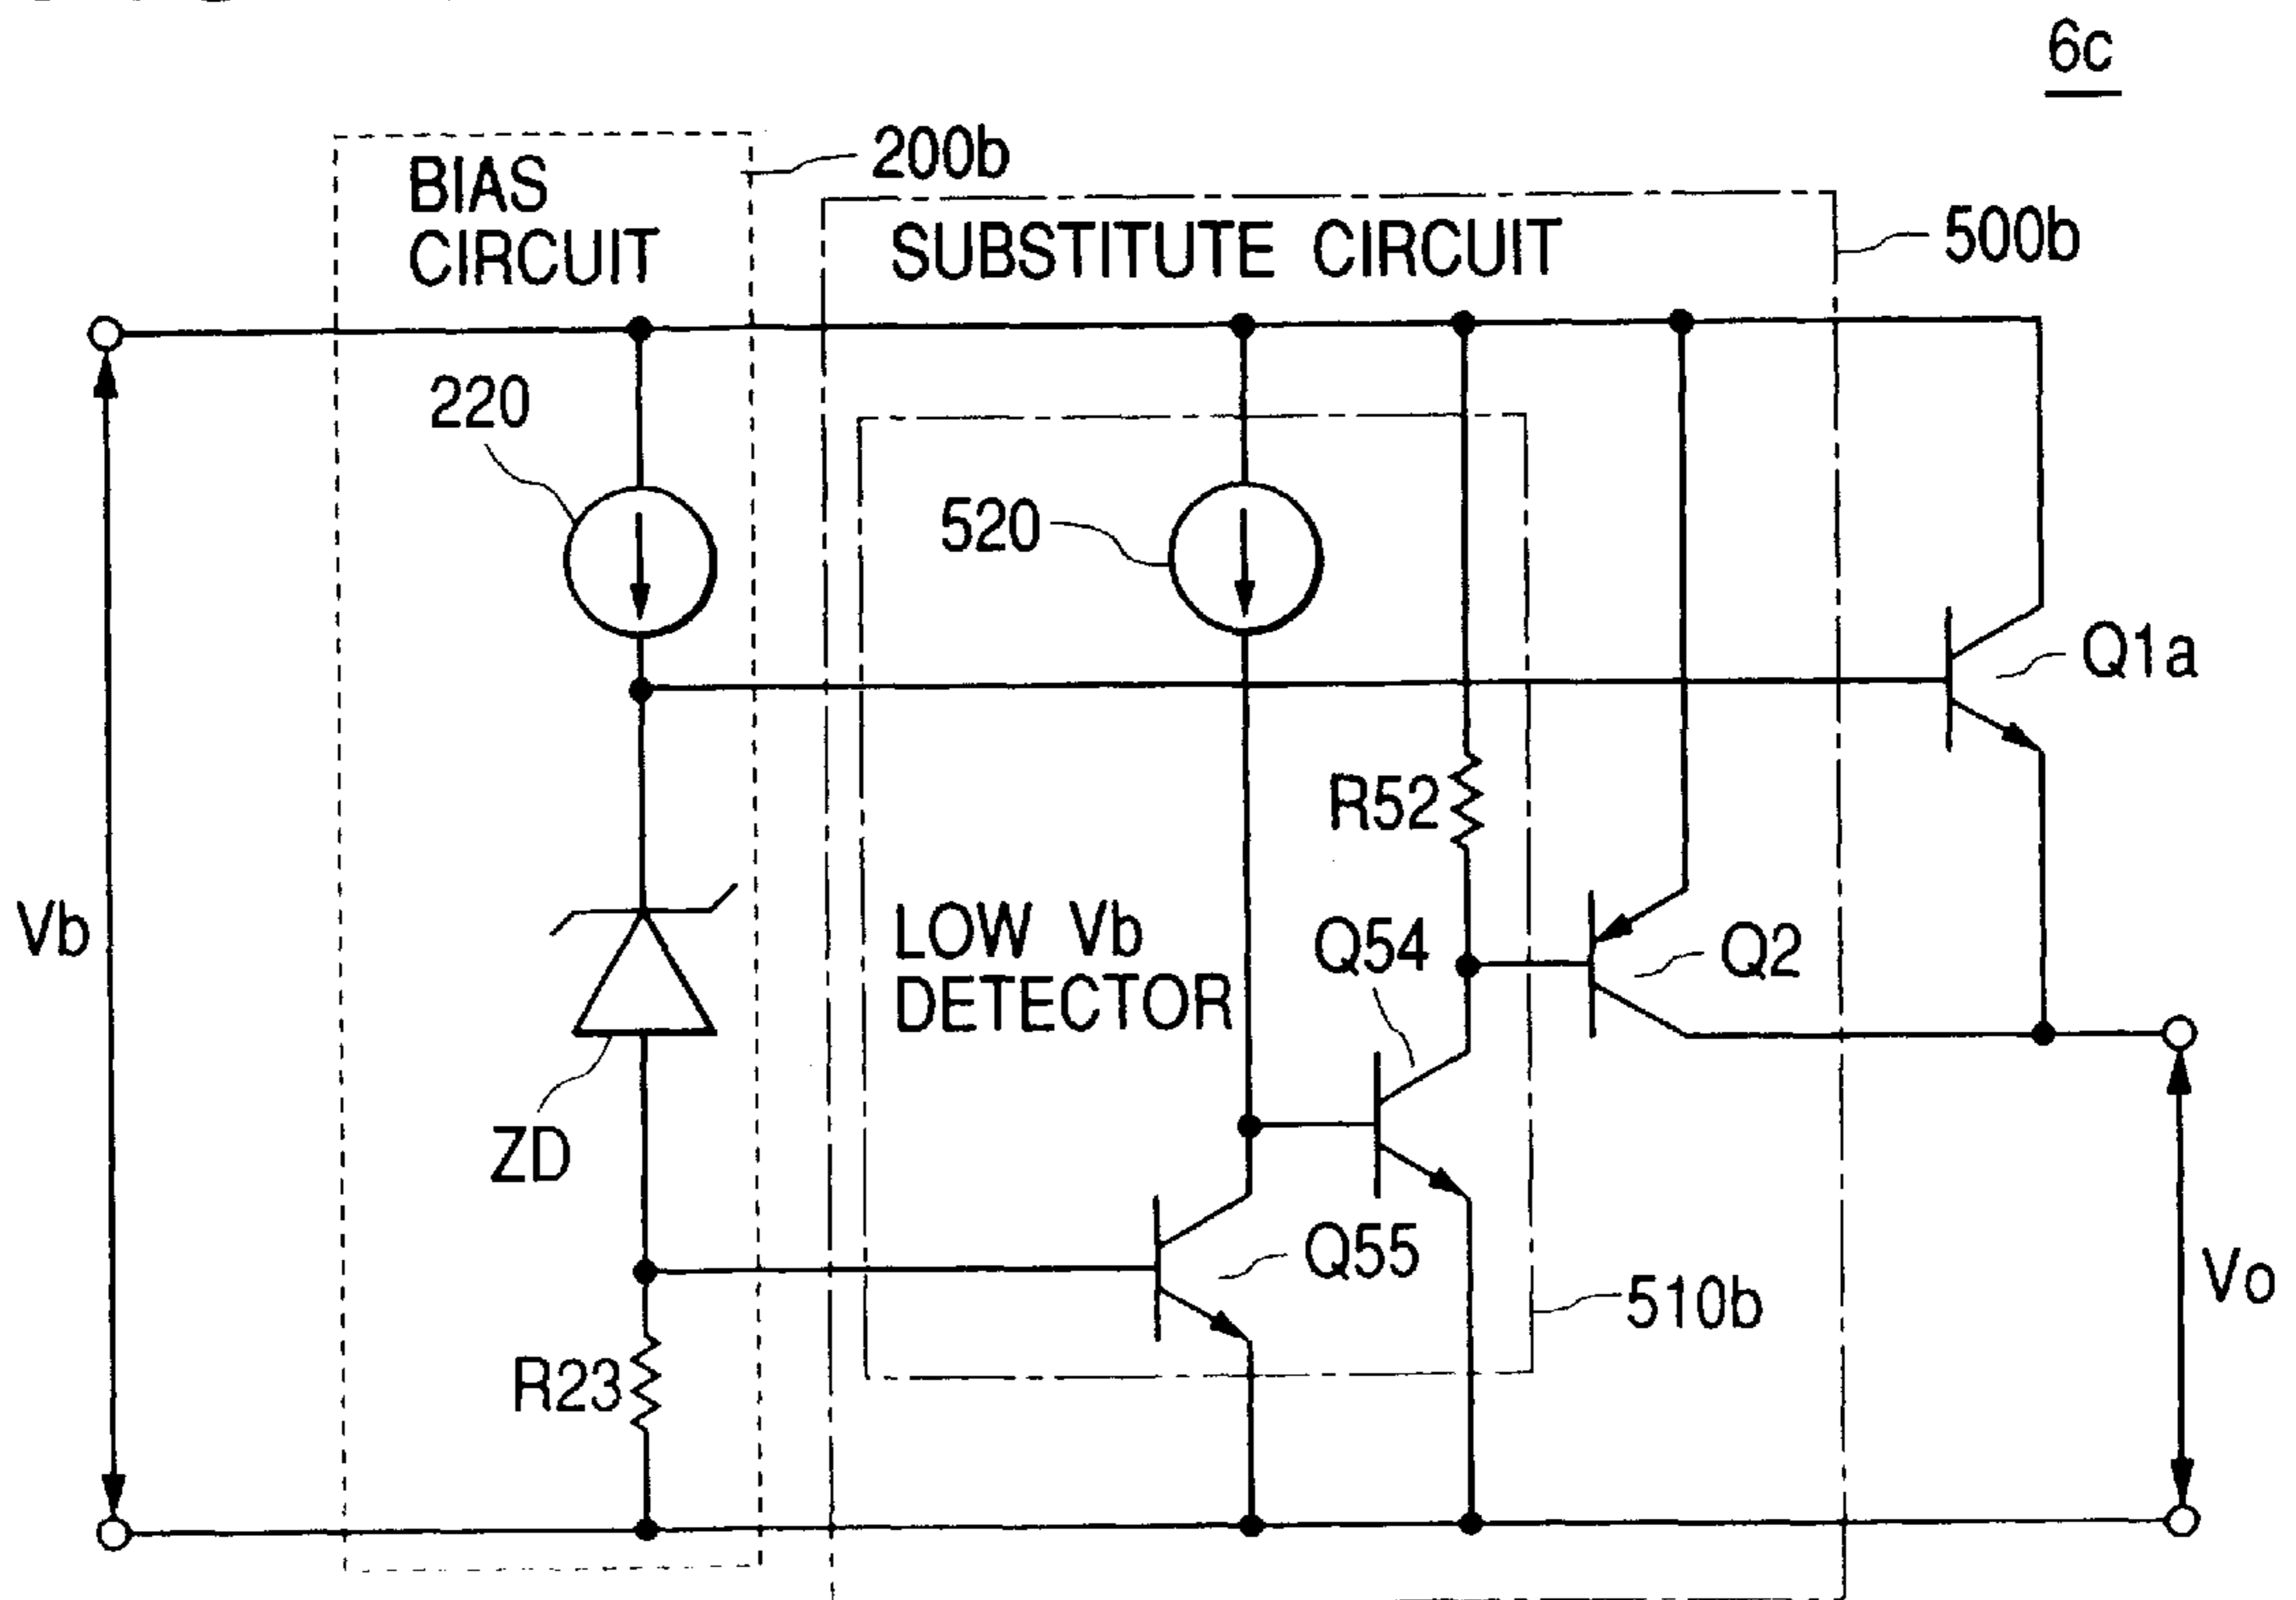 6c
BIAS
CIRCUIT
200b
SUBSTITUTE CIRCUIT
500b
220
520
Q1a
R52
Vb
LOW Vb
DETECTOR
Q54
Q2
ZD
Q55
510b
Vo
R23